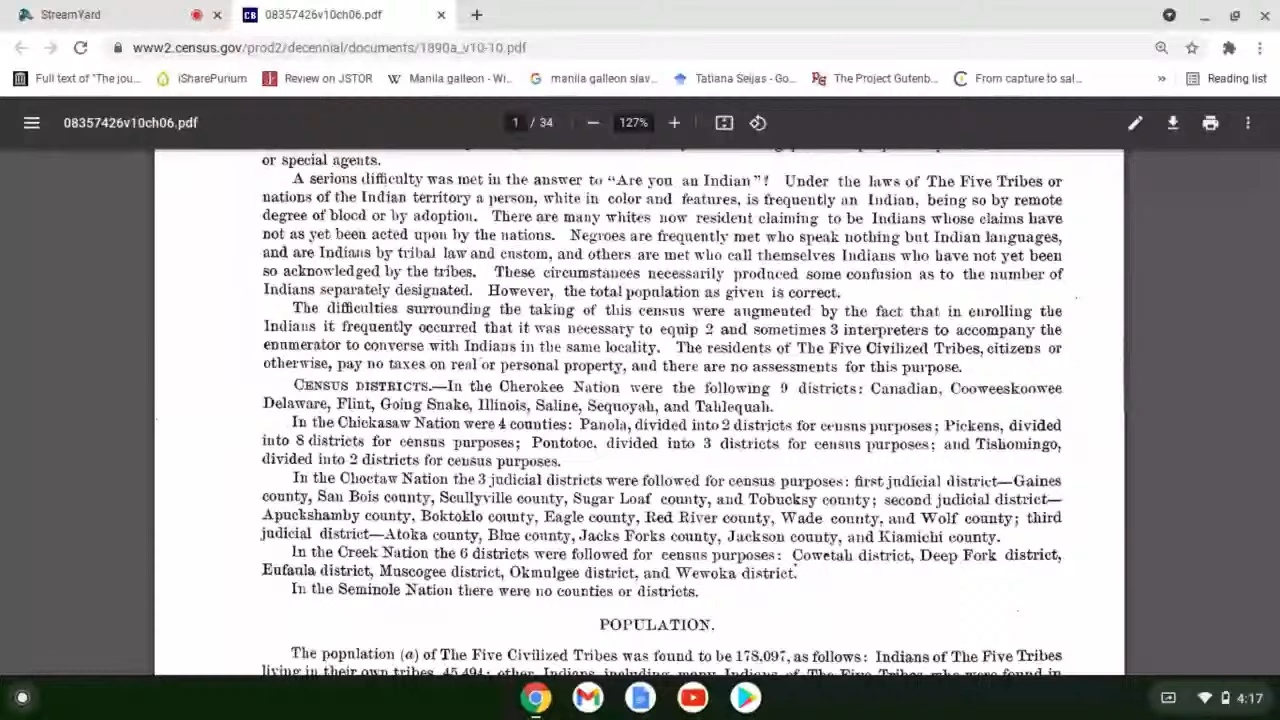 StreamYard
CB 08357426v10ch06.pdf
www2.census.gov/prod2/decennial/documents/1890a_v10-10.pdf
Full text of "The jou... iSharePurium Review on JSTOR Manila galleon - Wi... manila galleon slav... Tatiana Seijas - Go... The Project Gutenb... From capture to sal... » Reading list
08357426v10ch06.pdf 1 / 34 127%
or special agents.
A serious difficulty was met in the answer to "Are you an Indian"? Under the laws of The Five Tribes or
nations of the Indian territory a person, white in color and features, is frequently an Indian, being so by remote
degree of blood or by adoption. There are many whites now resident claiming to be Indians whose claims have
not as yet been acted upon by the nations. Negroes are frequently met who speak nothing but Indian languages,
and are Indians by tribal law and custom, and others are met who call themselves Indians who have not yet been
so acknowledged by the tribes. These circumstances necessarily produced some confusion as to the number of
Indians separately designated. However, the total population as given is correct.
The difficulties surrounding the taking of this census were augmented by the fact that in enrolling the
Indians it frequently occurred that it was necessary to equip 2 and sometimes 3 interpreters to accompany the
enumerator to converse with Indians in the same locality. The residents of The Five Civilized Tribes, citizens or
otherwise, pay no taxes on real or personal property, and there are no assessments for this purpose.
CENSUS DISTRICTS.—In the Cherokee Nation were the following 9 districts: Canadian, Cooweeskoowee
Delaware, Flint, Going Snake, Illinois, Saline, Sequoyah, and Tahlequah.
In the Chickasaw Nation were 4 counties: Panola, divided into 2 districts for census purposes; Pickens, divided
into 8 districts for census purposes; Pontotoc, divided into 3 districts for census purposes; and Tishomingo,
divided into 2 districts for census purposes.
In the Choctaw Nation the 3 judicial districts were followed for census purposes: first judicial district—Gaines
county, San Bois county, Scullyville county, Sugar Loaf county, and Tobucksy county; second judicial district—
Apuckshamby county, Boktoklo county, Eagle county, Red River county, Wade county, and Wolf county; third
judicial district—Atoka county, Blue county, Jacks Forks county, Jackson county, and Kiamichi county.
In the Creek Nation the 6 districts were followed for census purposes: Cowetah district, Deep Fork district,
Eufaula district, Muscogee district, Okmulgee district, and Wewoka district.
In the Seminole Nation there were no counties or districts.
POPULATION.
The population (a) of The Five Civilized Tribes was found to be 178,097, as follows: Indians of The Five Tribes
living in their own tribes, 45,494; other Indians, including many Indians of The Five Tribes who were found in
4:17